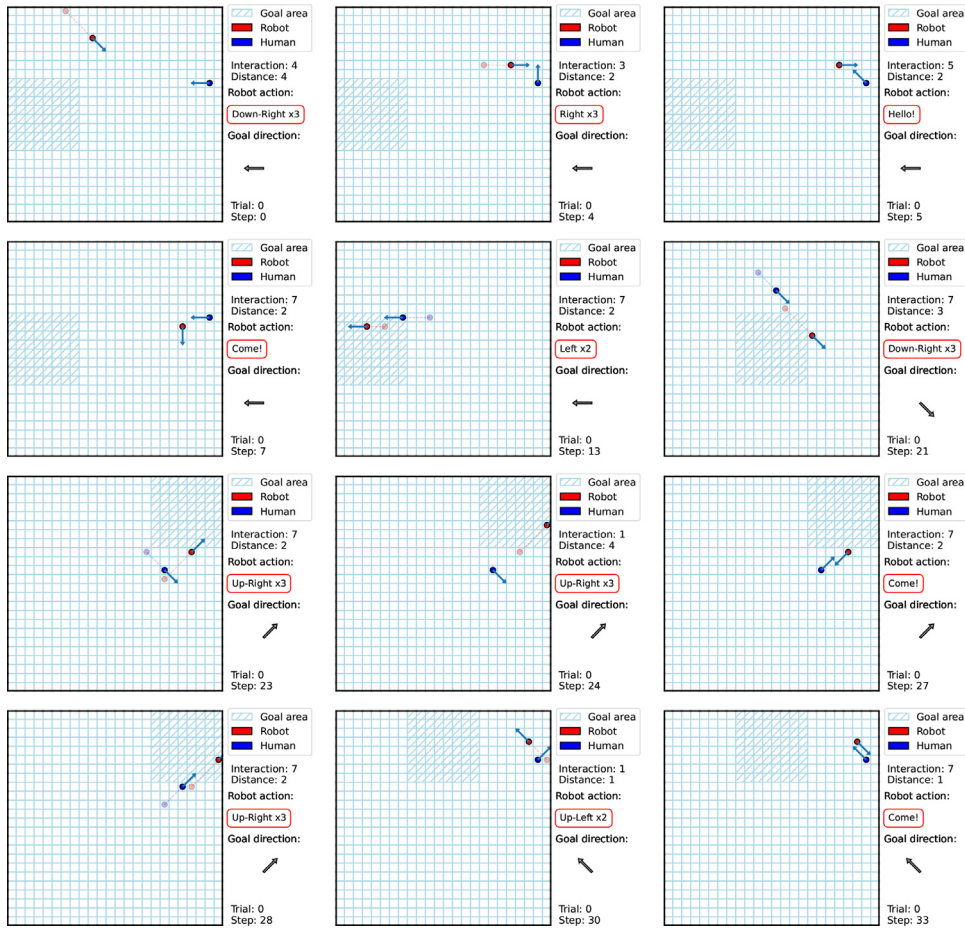 Goal area
Robot
Human
Interaction: 4
Distance: 4
Robot action:
Down-Right x3
Goal direction:
Trial: 0
Step: 0
Goal area
Robot
Human
Interaction: 3
Distance: 2
Robot action:
Right x3
Goal direction:
Trial: 0
Step: 4
Goal area
Robot
Human
Interaction: 5
Distance: 2
Robot action:
Hello!
Goal direction:
Trial: 0
Step: 5
Goal area
Robot
Human
Interaction: 7
Distance: 2
Robot action:
Come!
Goal direction:
Trial: 0
Step: 7
Goal area
Robot
Human
Interaction: 7
Distance: 2
Robot action:
Left x2
Goal direction:
Trial: 0
Step: 13
Goal area
Robot
Human
Interaction: 7
Distance: 3
Robot action:
Down-Right x3
Goal direction:
Trial: 0
Step: 21
Goal area
Robot
Human
Interaction: 7
Distance: 2
Robot action:
Up-Right x3
Goal direction:
Trial: 0
Step: 23
Goal area
Robot
Human
Interaction: 1
Distance: 4
Robot action:
Up-Right x3
Goal direction:
Trial: 0
Step: 24
Goal area
Robot
Human
Interaction: 7
Distance: 2
Robot action:
Come!
Goal direction:
Trial: 0
Step: 27
Goal area
Robot
Human
Interaction: 7
Distance: 2
Robot action:
Up-Right x3
Goal direction:
Trial: 0
Step: 28
Goal area
Robot
Human
Interaction: 1
Distance: 1
Robot action:
Up-Left x2
Goal direction:
Trial: 0
Step: 30
Goal area
Robot
Human
Interaction: 7
Distance: 1
Robot action:
Come!
Goal direction:
Trial: 0
Step: 33